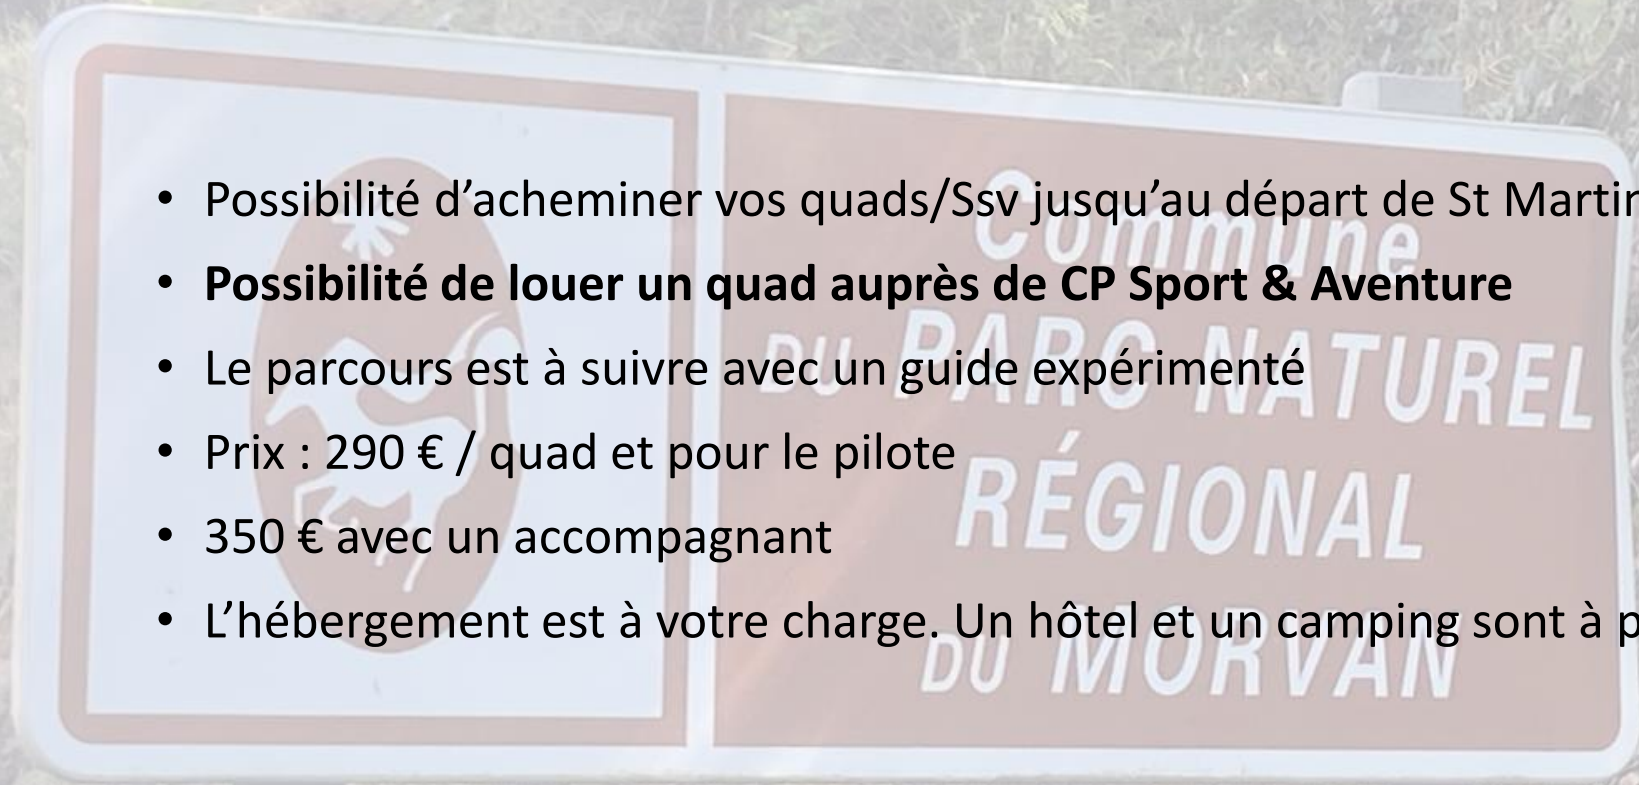 • Possibilité d’acheminer vos quads/Ssv jusqu’au départ de St Martin
• Possibilité de louer un quad auprès de CP Sport & Aventure
• Le parcours est à suivre avec un guide expérimenté
• Prix : 290 € / quad et pour le pilote
• 350 € avec un accompagnant
• L’hébergement est à votre charge. Un hôtel et un camping sont à
Commune
DU PARC NATUREL
RÉGIONAL
DU MORVAN